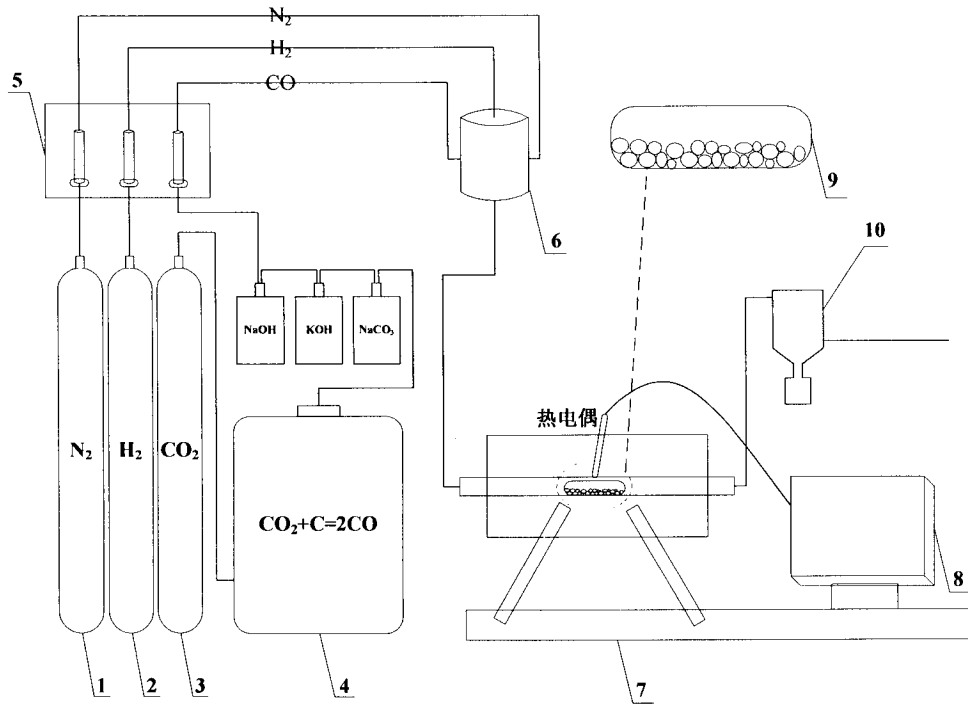 N₂
H₂
CO
5
9
6
10
NaOH
KOH
NaCO₃
热电偶
N₂
H₂
CO₂
CO₂+C=2CO
8
1
2
3
4
7